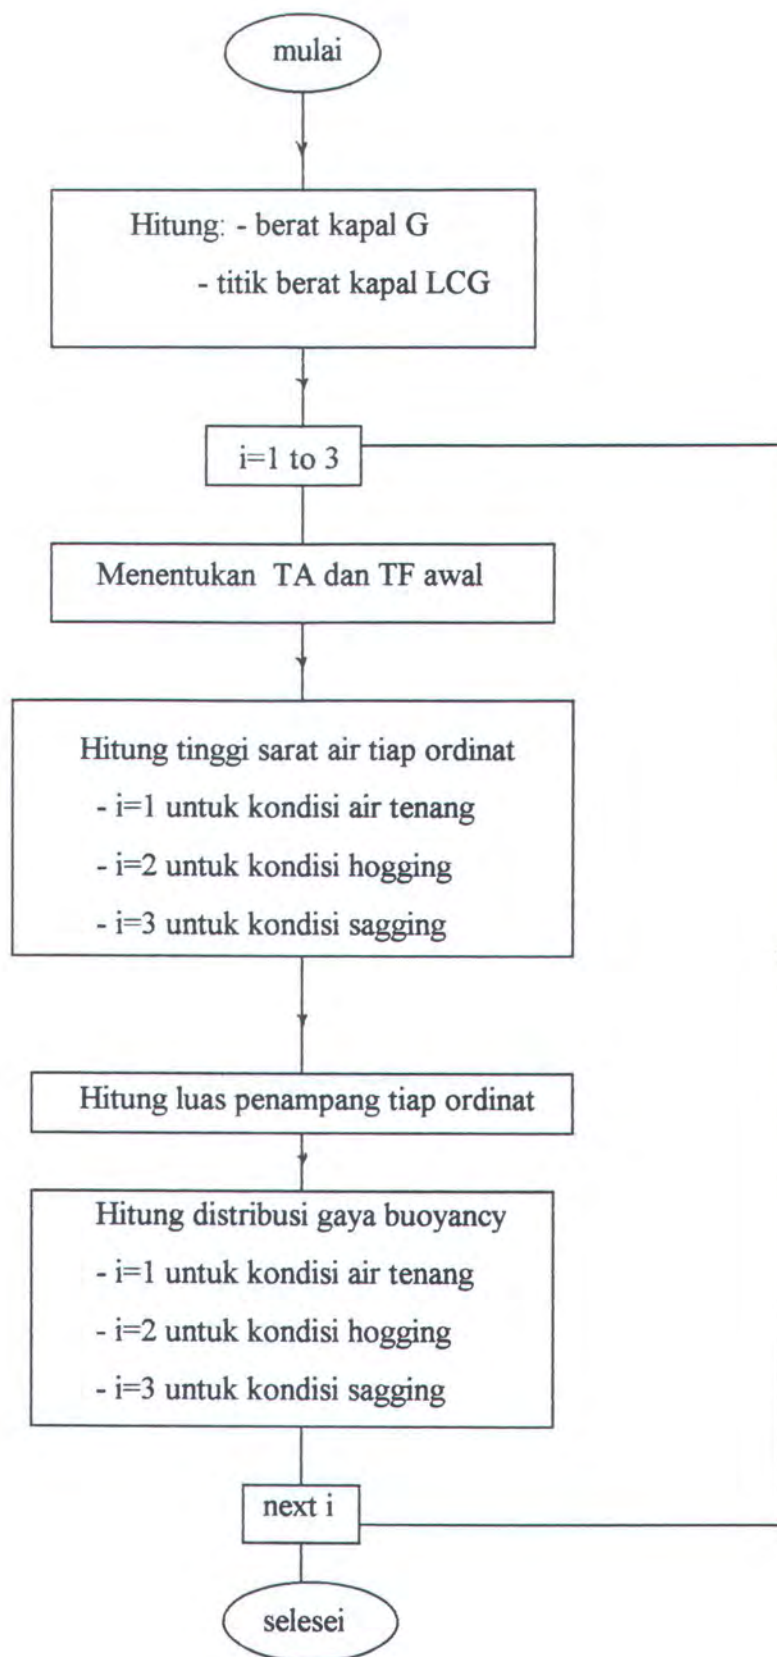 mulai
Hitung: - berat kapal G
- titik berat kapal LCG
i=1 to 3
Menentukan TA dan TF awal
Hitung tinggi sarat air tiap ordinat
- i=1 untuk kondisi air tenang
- i=2 untuk kondisi hogging
- i=3 untuk kondisi sagging
Hitung luas penampang tiap ordinat
Hitung distribusi gaya buoyancy
- i=1 untuk kondisi air tenang
- i=2 untuk kondisi hogging
- i=3 untuk kondisi sagging
next i
selesei